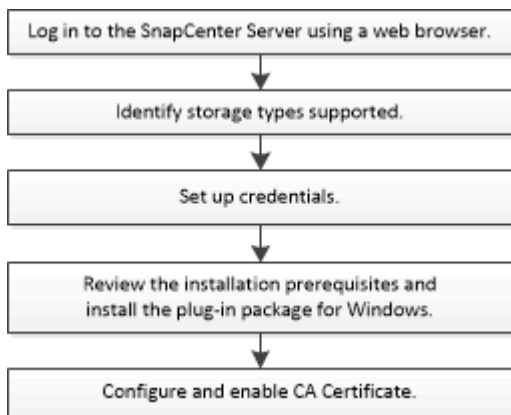 Log in to the SnapCenter Server using a web browser.
Identify storage types supported.
Set up credentials.
Review the installation prerequisites and
install the plug-in package for Windows.
Configure and enable CA Certificate.